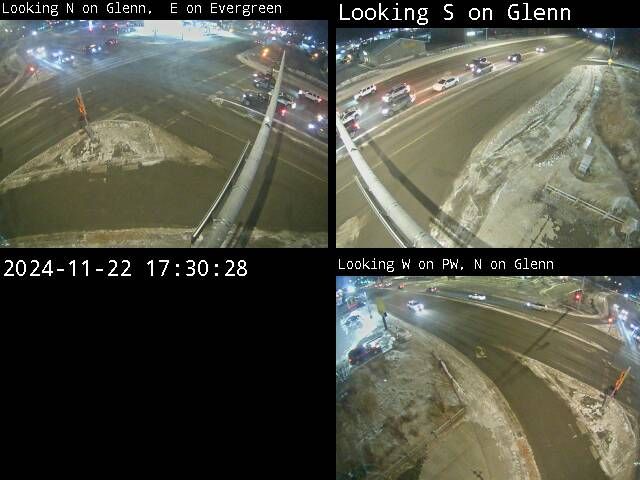 Looking N on Glenn,  E on Evergreen
Looking S on Glenn
2024-11-22 17:30:28
Looking W on PW, N on Glenn